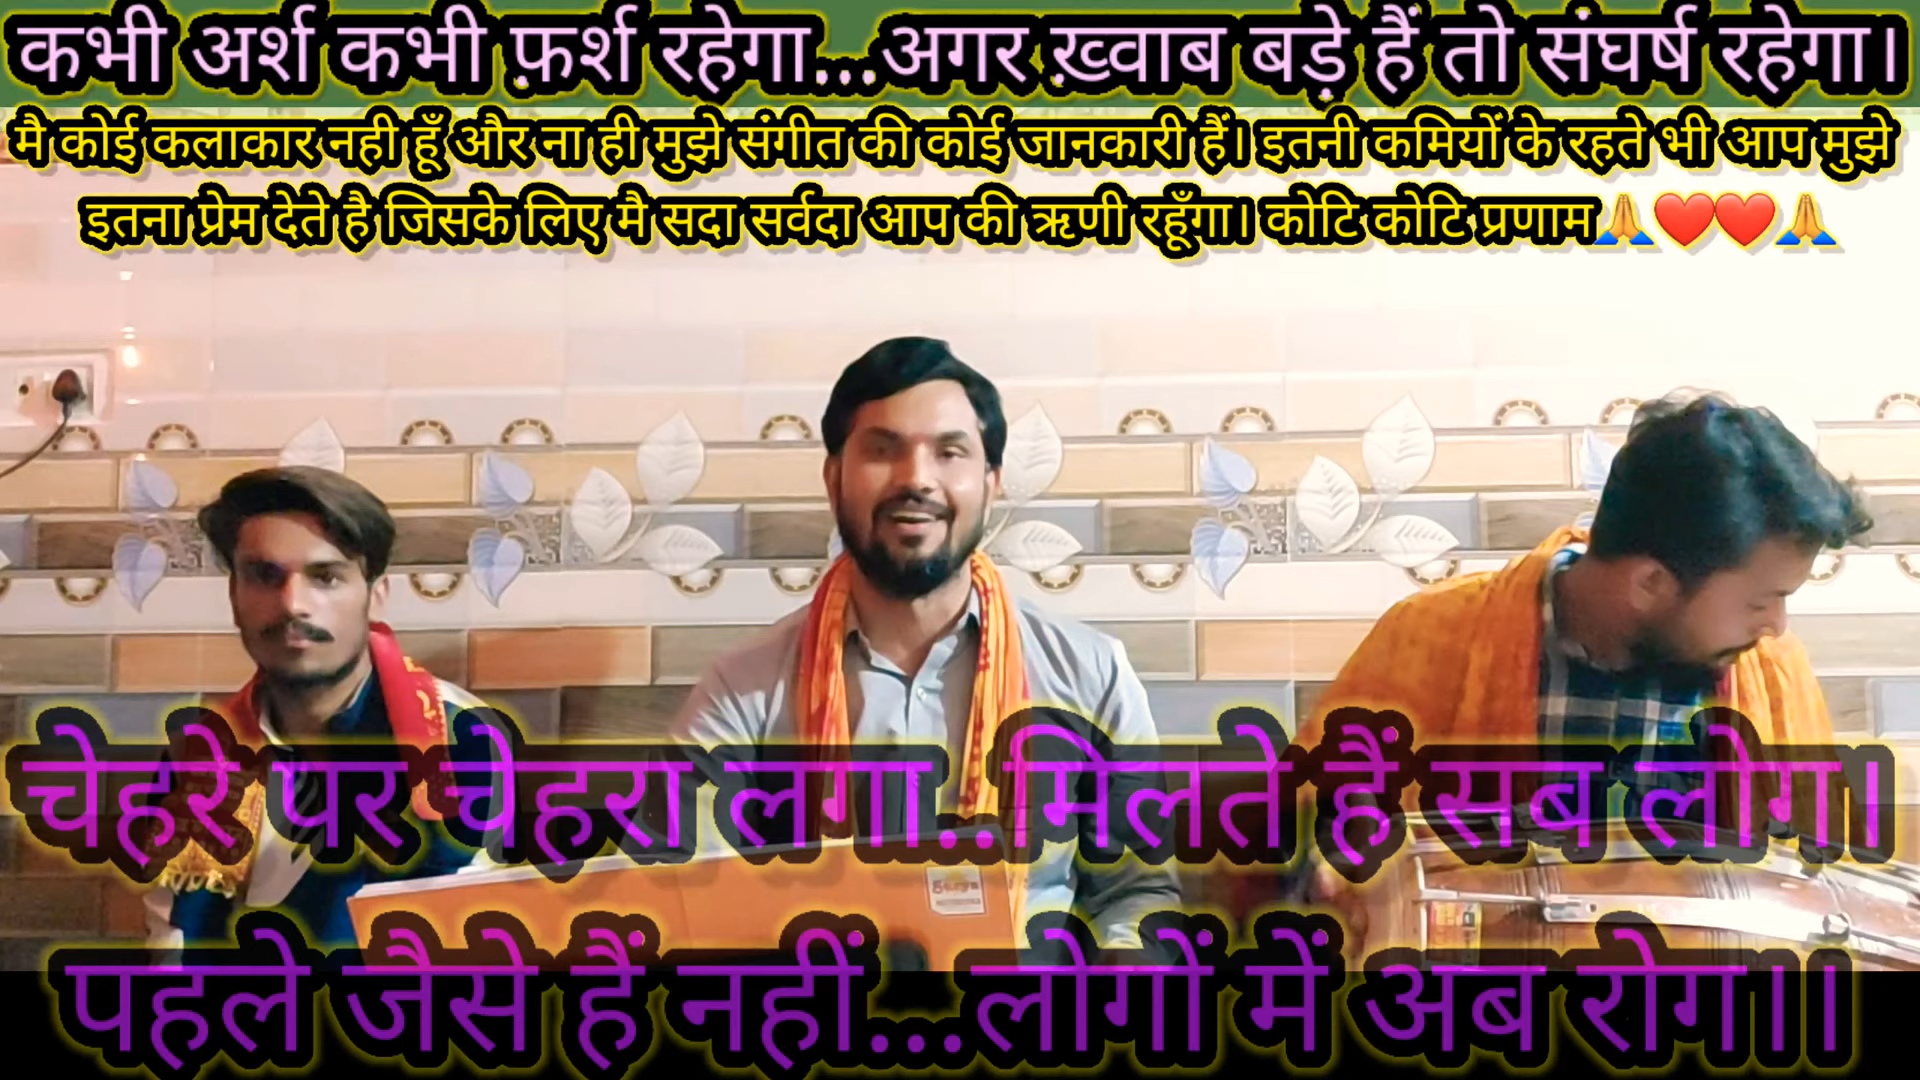 कभी अर्श कभी फ़र्श रहेगा...अगर ख़्वाब बड़े हैं तो संघर्ष रहेगा।
मै कोई कलाकार नही हूँ और ना ही मुझे संगीत की कोई जानकारी हैं। इतनी कमियों के रहते भी आप मुझे
इतना प्रेम देते है जिसके लिए मै सदा सर्वदा आप की ऋणी रहूँगा। कोटि कोटि प्रणाम🙏❤️❤️🙏
चेहरे पर चेहरा लगा..मिलते हैं सब लोग।
पहले जैसे हैं नहीं...लोगों में अब रोग।।